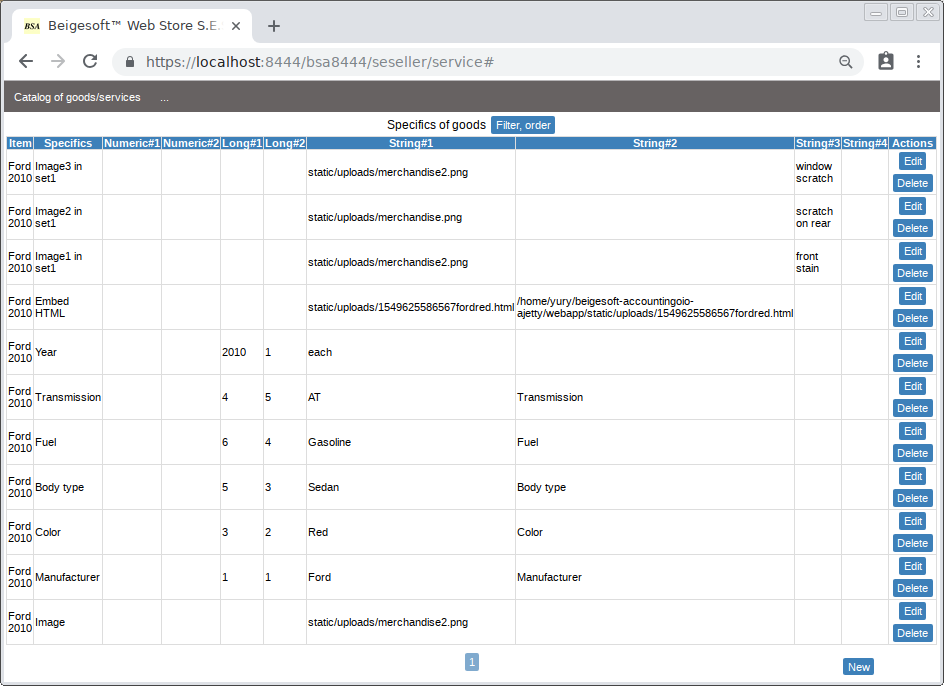 BSA Beigesoft™ Web Store S.E.
https://localhost:8444/bsa8444/seseller/service#
Catalog of goods/services ...
Specifics of goods Filter, order
Item Specifics Numeric#1 Numeric#2 Long#1 Long#2 String#1 String#2 String#3 String#4 Actions
Ford 2010 Image3 in set1 static/uploads/merchandise2.png window scratch Edit Delete
Ford 2010 Image2 in set1 static/uploads/merchandise.png scratch on rear Edit Delete
Ford 2010 Image1 in set1 static/uploads/merchandise2.png front stain Edit Delete
Ford 2010 Embed HTML static/uploads/1549625586567fordred.html /home/yury/beigesoft-accountingoio-ajetty/webapp/static/uploads/1549625586567fordred.html Edit Delete
Ford 2010 Year 2010 1 each Edit Delete
Ford 2010 Transmission 4 5 AT Transmission Edit Delete
Ford 2010 Fuel 6 4 Gasoline Fuel Edit Delete
Ford 2010 Body type 5 3 Sedan Body type Edit Delete
Ford 2010 Color 3 2 Red Color Edit Delete
Ford 2010 Manufacturer 1 1 Ford Manufacturer Edit Delete
Ford 2010 Image static/uploads/merchandise2.png Edit Delete
1 New